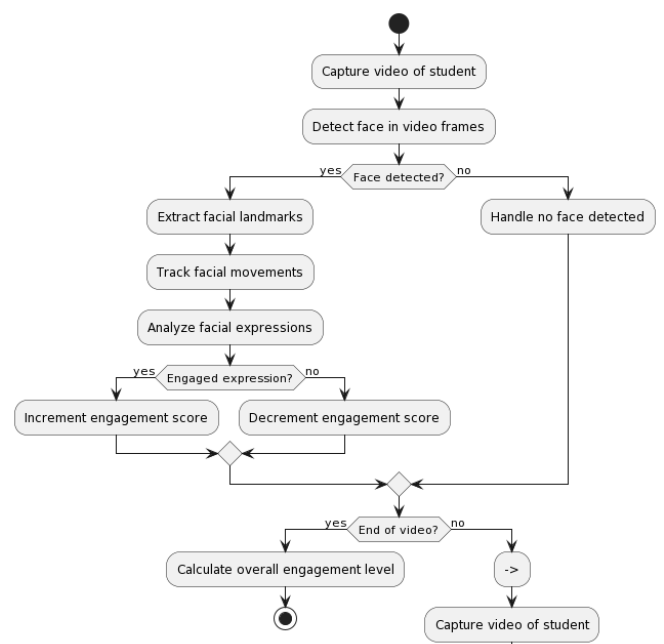 Capture video of student
Detect face in video frames
yes
Face detected?
no
Extract facial landmarks
Handle no face detected
Track facial movements
Analyze facial expressions
yes
Engaged expression?
no
Increment engagement score
Decrement engagement score
yes
End of video?
no
Calculate overall engagement level
->
Capture video of student